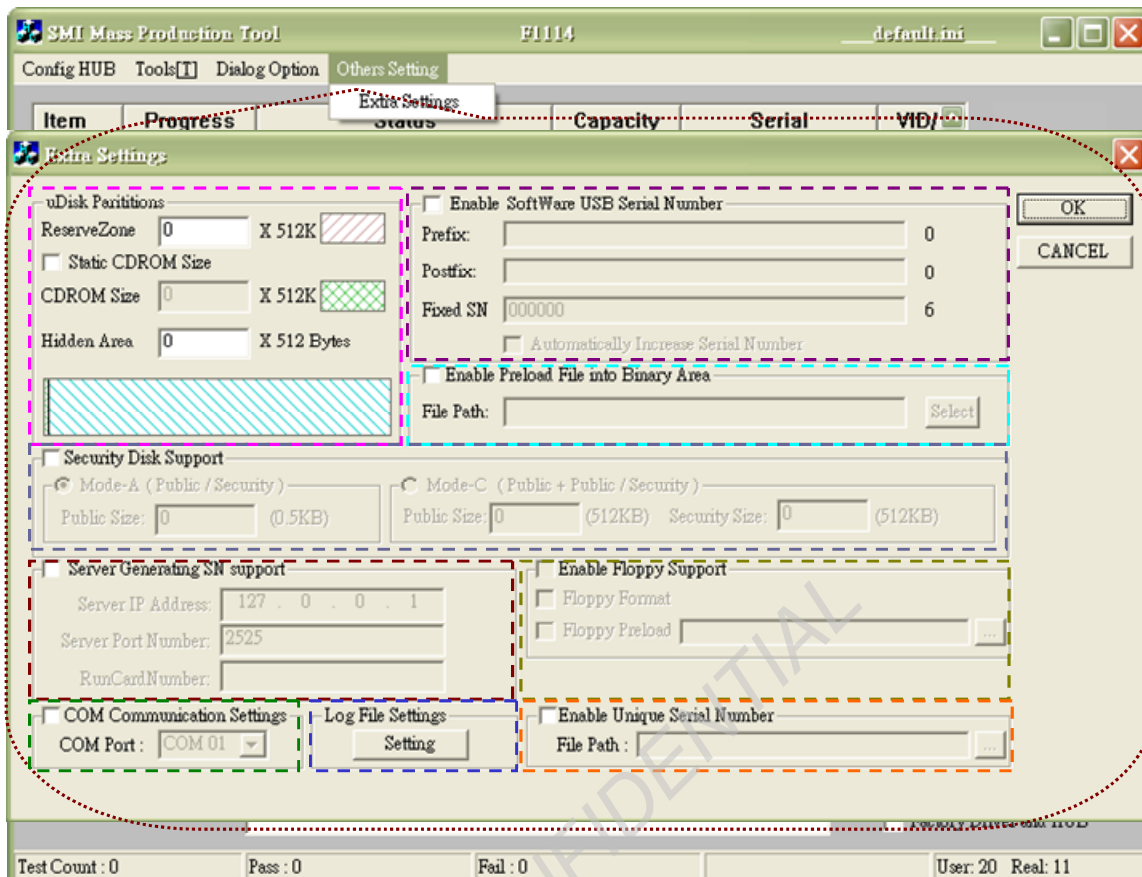 SMI Mass Production Tool F1114 __default.ini__
Config HUB Tools[T] Dialog Option Others Setting
Extra Settings
Item Progress Status Capacity Serial VID/
Extra Settings
uDisk Parititions
ReserveZone 0 X 512K
Static CDROM Size
CDROM Size 0 X 512K
Hidden Area 0 X 512 Bytes
Enable SoftWare USB Serial Number
Prefix: 0
Postfix: 0
Fixed SN 000000 6
Automatically Increase Serial Number
OK
CANCEL
Enable Preload File into Binary Area
File Path: Select
Security Disk Support
Mode-A ( Public / Security )
Public Size: 0 (0.5KB)
Mode-C ( Public + Public / Security )
Public Size: 0 (512KB) Security Size: 0 (512KB)
Server Generating SN support
Server IP Address: 127 . 0 . 0 . 1
Server Port Number: 2525
RunCardNumber:
Enable Floppy Support
Floppy Format
Floppy Preload ...
COM Communication Settings
COM Port : COM 01
Log File Settings
Setting
Enable Unique Serial Number
File Path : ...
Factory Driver and HUB
Test Count : 0 Pass : 0 Fail : 0 User: 20 Real: 11